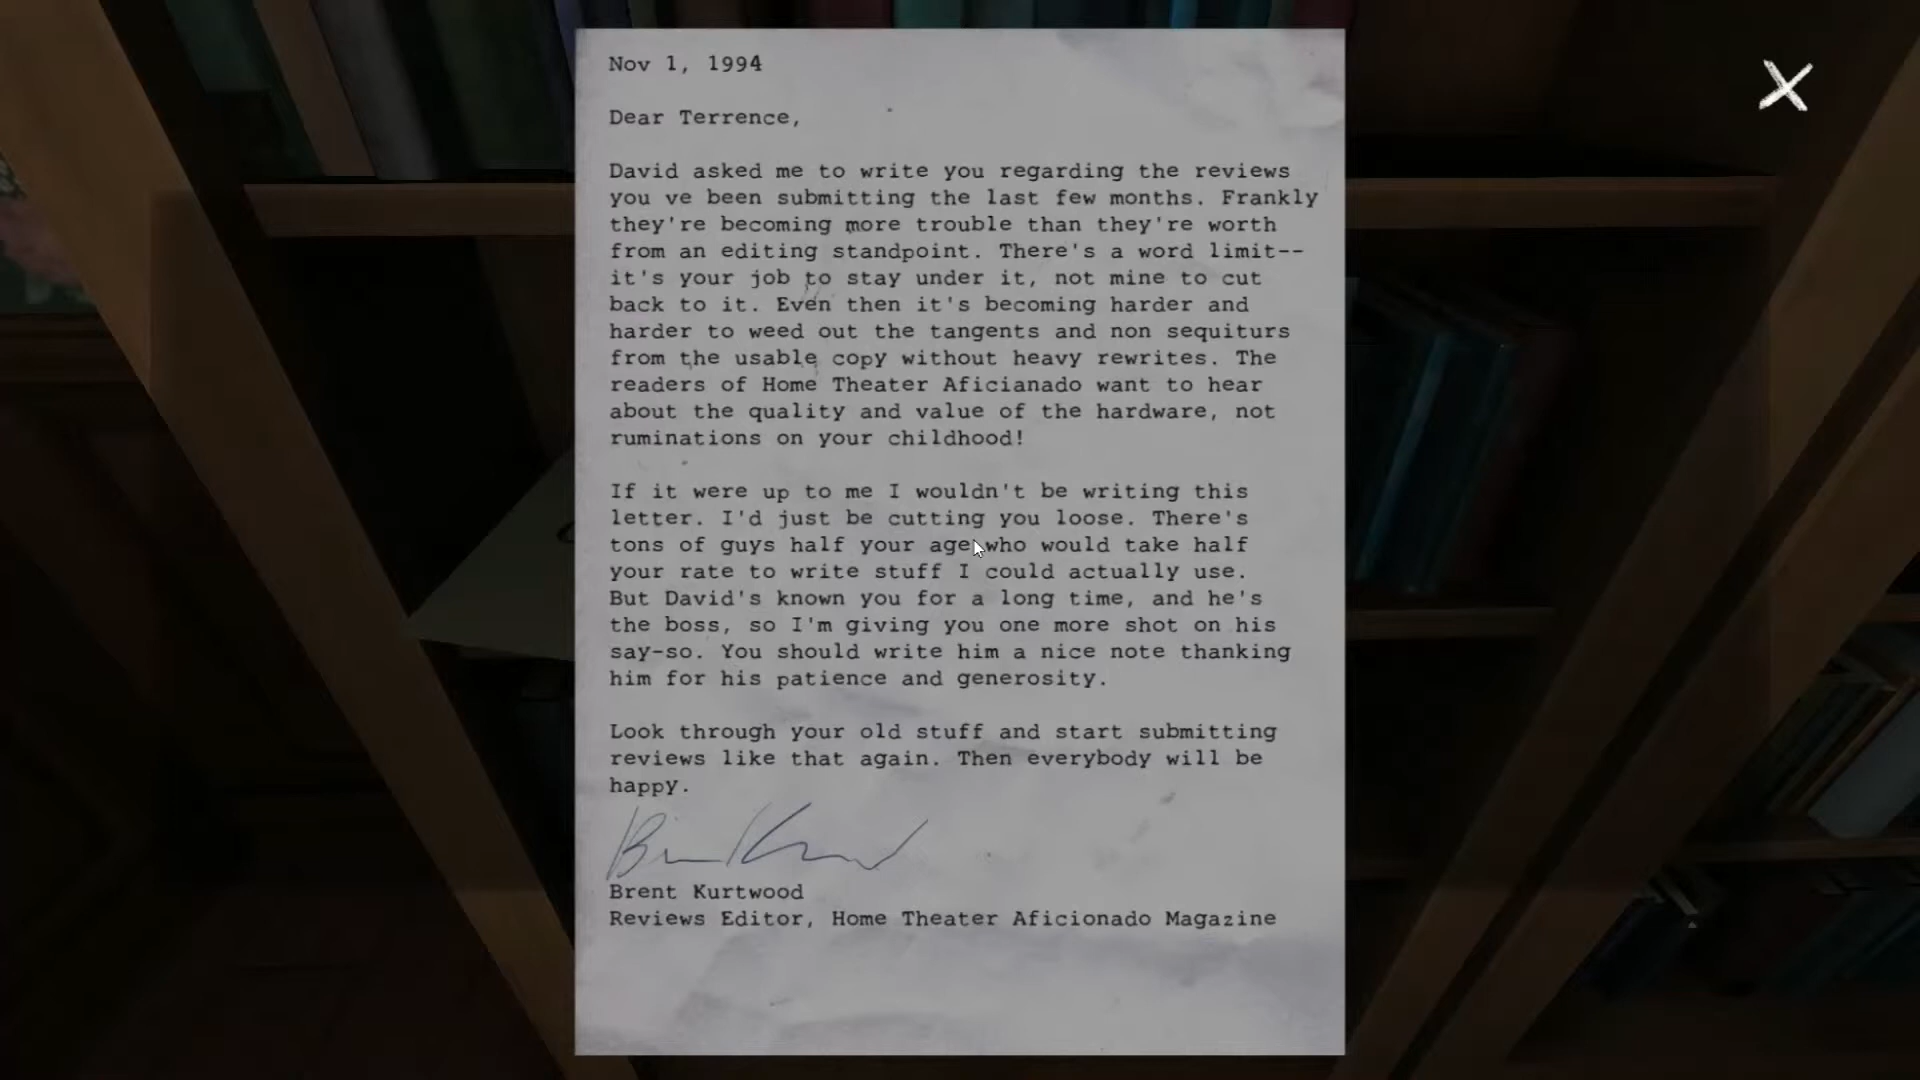 Nov 1, 1994
Dear Terrence,
David asked me to write you regarding the reviews
you ve been submitting the last few months. Frankly
they're becoming more trouble than they're worth
from an editing standpoint. There's a word limit--
it's your job to stay under it, not mine to cut
back to it. Even then it's becoming harder and
harder to weed out the tangents and non sequiturs
from the usable copy without heavy rewrites. The
readers of Home Theater Aficianado want to hear
about the quality and value of the hardware, not
ruminations on your childhood!
If it were up to me I wouldn't be writing this
letter. I'd just be cutting you loose. There's
tons of guys half your age who would take half
your rate to write stuff I could actually use.
But David's known you for a long time, and he's
the boss, so I'm giving you one more shot on his
say-so. You should write him a nice note thanking
him for his patience and generosity.
Look through your old stuff and start submitting
reviews like that again. Then everybody will be
happy.
Brent Kurtwood
Reviews Editor, Home Theater Aficionado Magazine